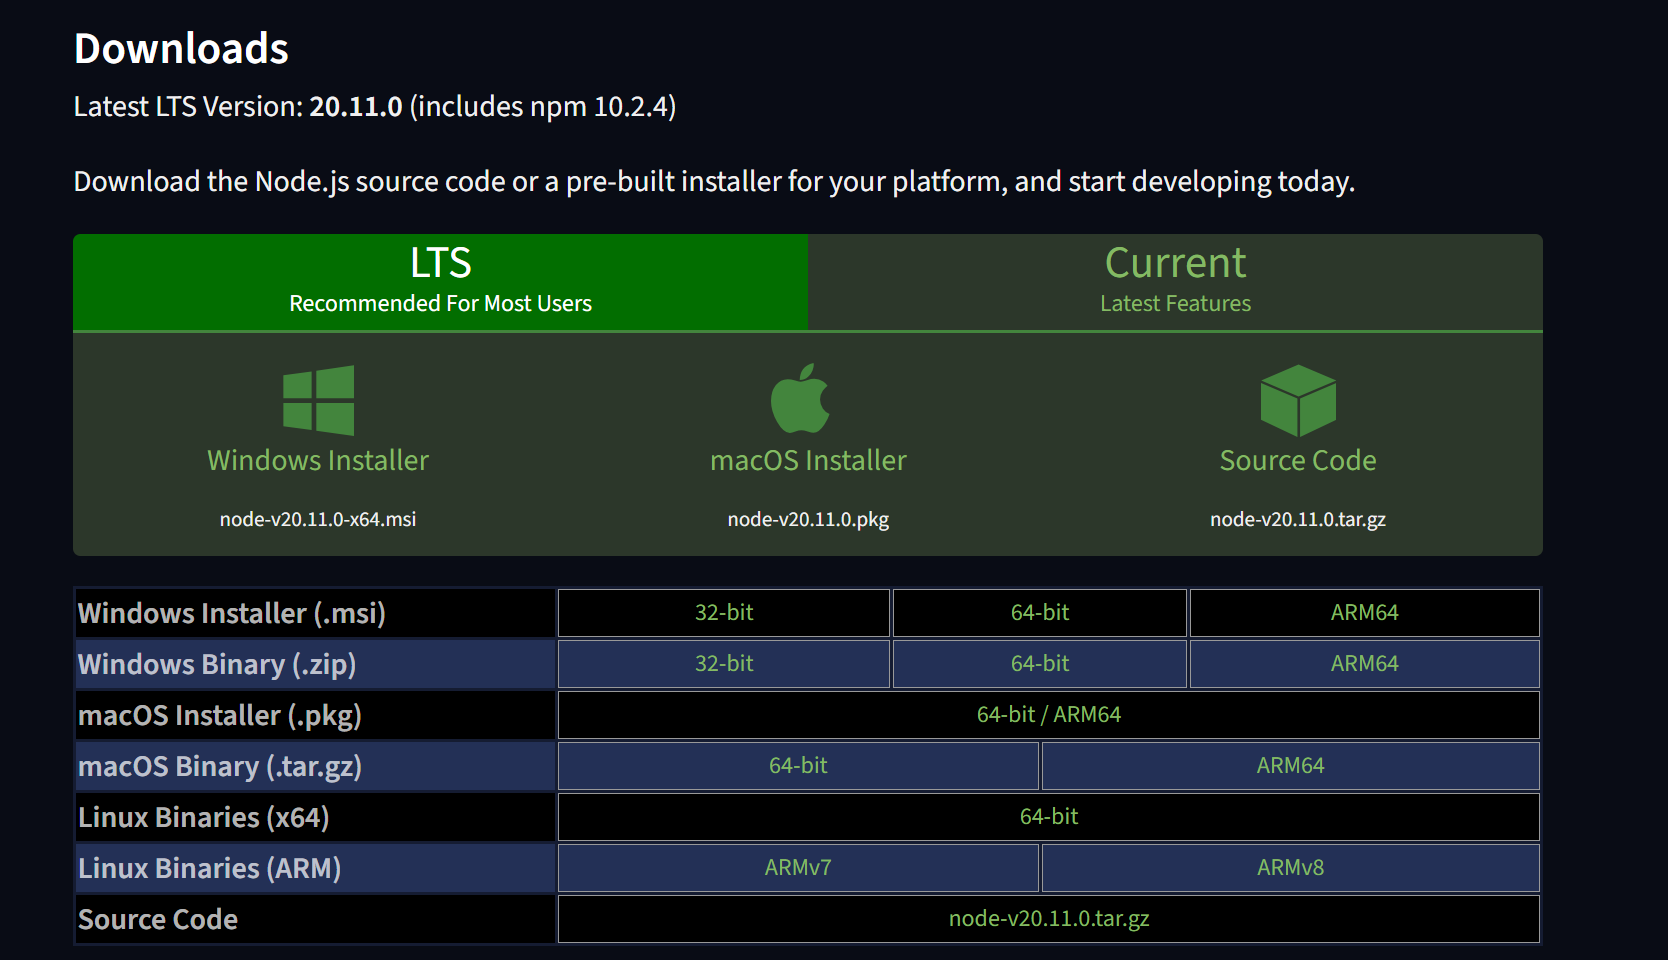 Downloads
Latest LTS Version: 20.11.0 (includes npm 10.2.4)
Download the Node.js source code or a pre-built installer for your platform, and start developing today.
LTS
Recommended For Most Users
Current
Latest Features
Windows Installer
node-v20.11.0-x64.msi
macOS Installer
node-v20.11.0.pkg
Source Code
node-v20.11.0.tar.gz
Windows Installer (.msi) 32-bit 64-bit ARM64
Windows Binary (.zip) 32-bit 64-bit ARM64
macOS Installer (.pkg) 64-bit / ARM64
macOS Binary (.tar.gz) 64-bit ARM64
Linux Binaries (x64) 64-bit
Linux Binaries (ARM) ARMv7 ARMv8
Source Code node-v20.11.0.tar.gz